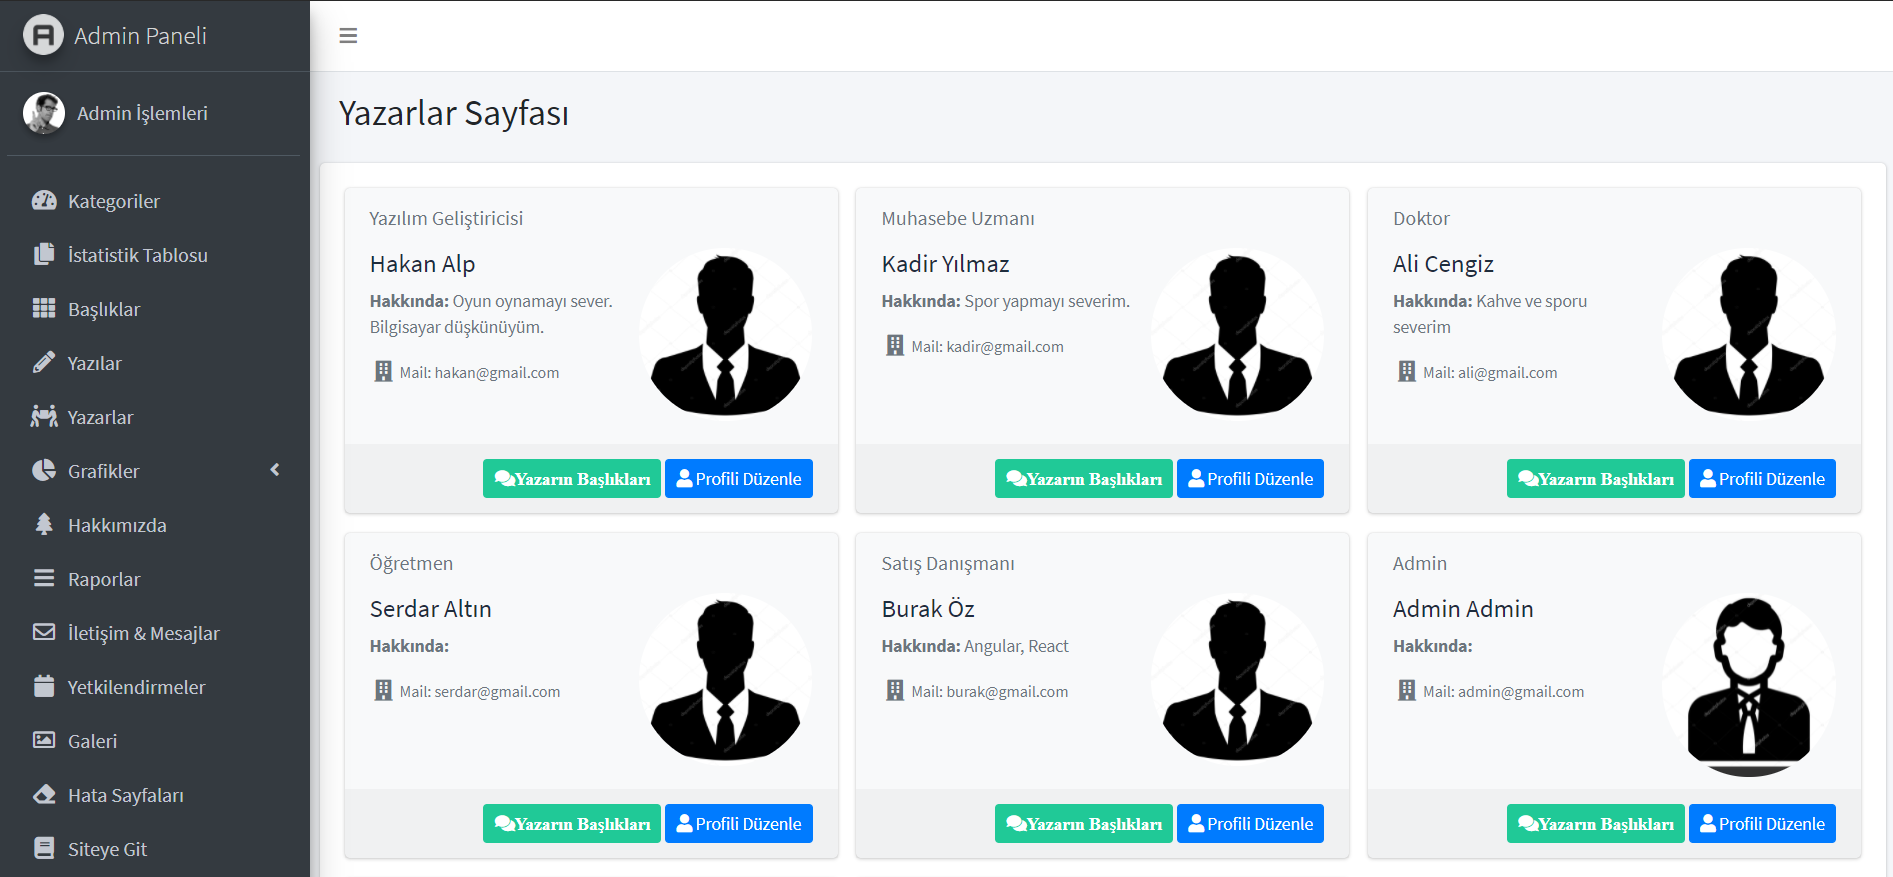 Admin Paneli
Admin İşlemleri
Kategoriler
İstatistik Tablosu
Başlıklar
Yazılar
Yazarlar
Grafikler
Hakkımızda
Raporlar
İletişim & Mesajlar
Yetkilendirmeler
Galeri
Hata Sayfaları
Siteye Git
Yazarlar Sayfası
Yazılım Geliştiricisi
Hakan Alp
Hakkında: Oyun oynamayı sever.
Bilgisayar düşkünüyüm.
Mail: hakan@gmail.com
Yazarın Başlıkları Profili Düzenle
Muhasebe Uzmanı
Kadir Yılmaz
Hakkında: Spor yapmayı severim.
Mail: kadir@gmail.com
Yazarın Başlıkları Profili Düzenle
Doktor
Ali Cengiz
Hakkında: Kahve ve sporu
severim
Mail: ali@gmail.com
Yazarın Başlıkları Profili Düzenle
Öğretmen
Serdar Altın
Hakkında:
Mail: serdar@gmail.com
Yazarın Başlıkları Profili Düzenle
Satış Danışmanı
Burak Öz
Hakkında: Angular, React
Mail: burak@gmail.com
Yazarın Başlıkları Profili Düzenle
Admin
Admin Admin
Hakkında:
Mail: admin@gmail.com
Yazarın Başlıkları Profili Düzenle